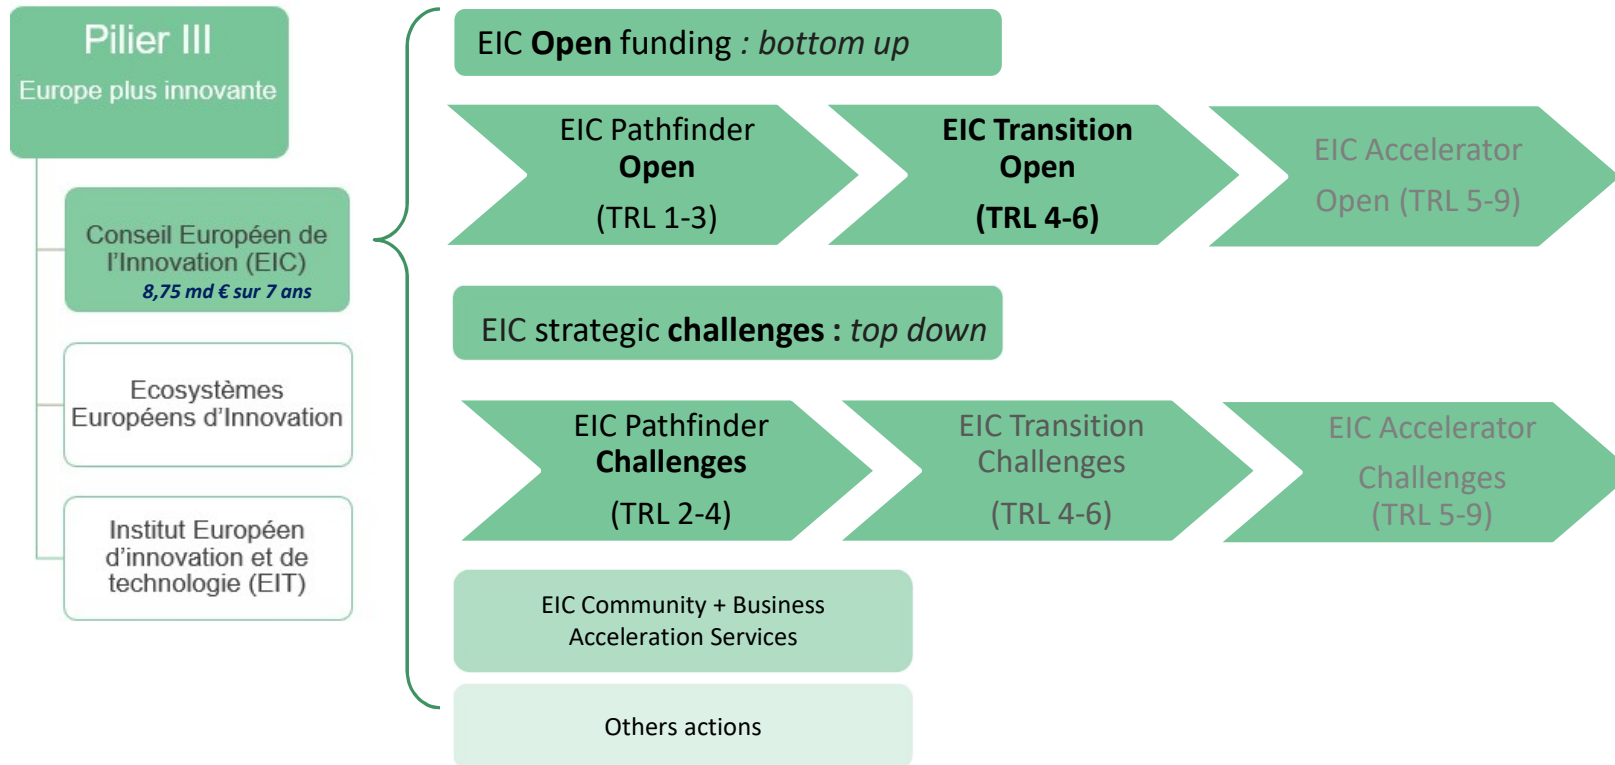 Pilier III
Europe plus innovante
Conseil Européen de
l'Innovation (EIC)
8,75 md € sur 7 ans
Ecosystèmes
Européens d'Innovation
Institut Européen
d'innovation et de
technologie (EIT)
EIC Open funding : bottom up
EIC Pathfinder
Open
(TRL 1-3)
EIC Transition
Open
(TRL 4-6)
EIC Accelerator
Open (TRL 5-9)
EIC strategic challenges : top down
EIC Pathfinder
Challenges
(TRL 2-4)
EIC Transition
Challenges
(TRL 4-6)
EIC Accelerator
Challenges
(TRL 5-9)
EIC Community + Business
Acceleration Services
Others actions